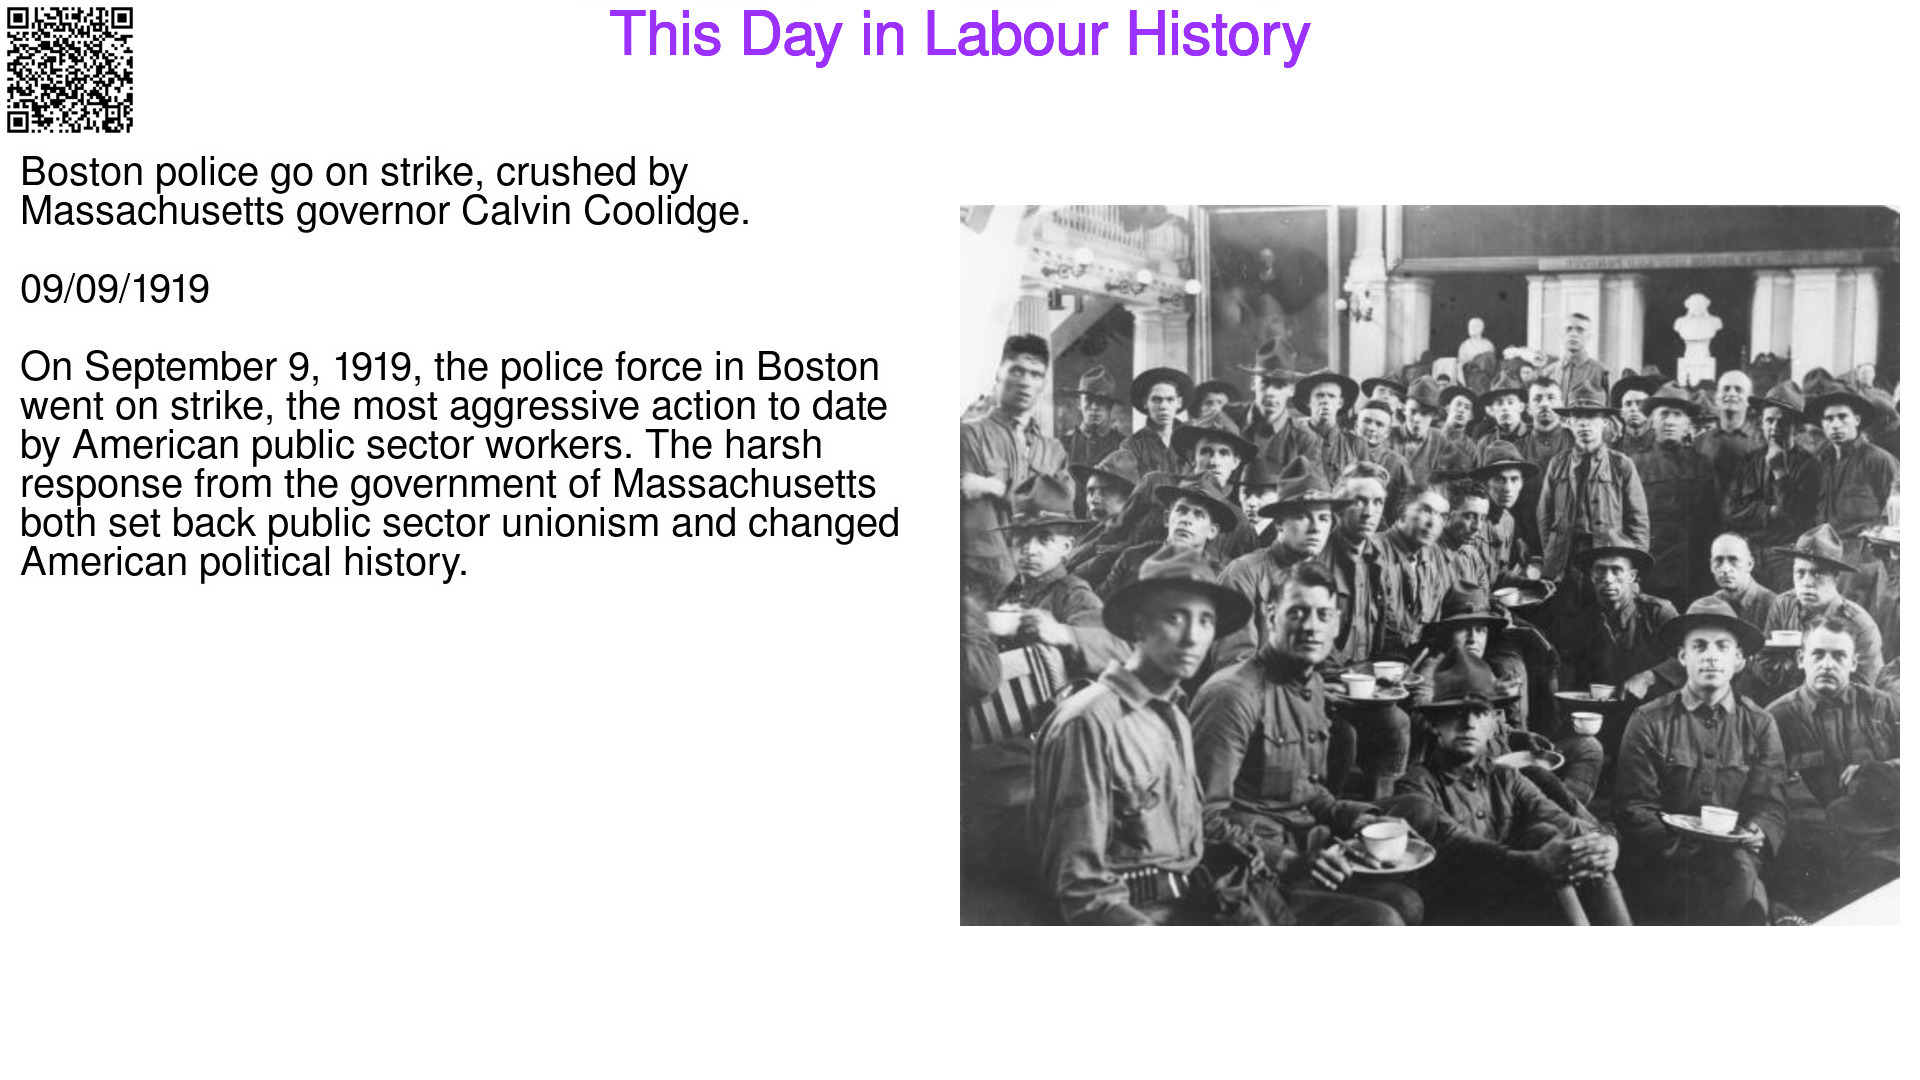 This Day in Labour History
Boston police go on strike, crushed by
Massachusetts governor Calvin Coolidge.
09/09/1919
On September 9, 1919, the police force in Boston
went on strike, the most aggressive action to date
by American public sector workers. The harsh
response from the government of Massachusetts
both set back public sector unionism and changed
American political history.